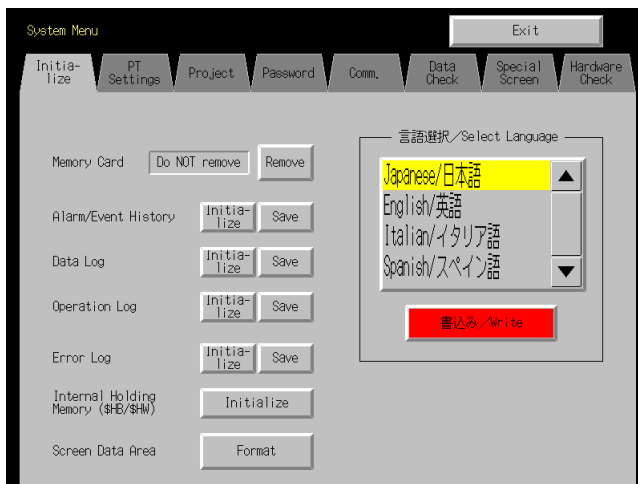 System Menu
Exit
Initia-
lize
PT
Settings
Project
Password
Comm.
Data
Check
Special
Screen
Hardware
Check
言語選択/Select Language
Memory Card
Do NOT remove
Remove
Japanese/日本語
English/英語
Italian/イタリア語
Spanish/スペイン語
書込み/Write
Alarm/Event History
Initia-
lize
Save
Data Log
Initia-
lize
Save
Operation Log
Initia-
lize
Save
Error Log
Initia-
lize
Save
Internal Holding
Memory ($HB/$HW)
Initialize
Screen Data Area
Format